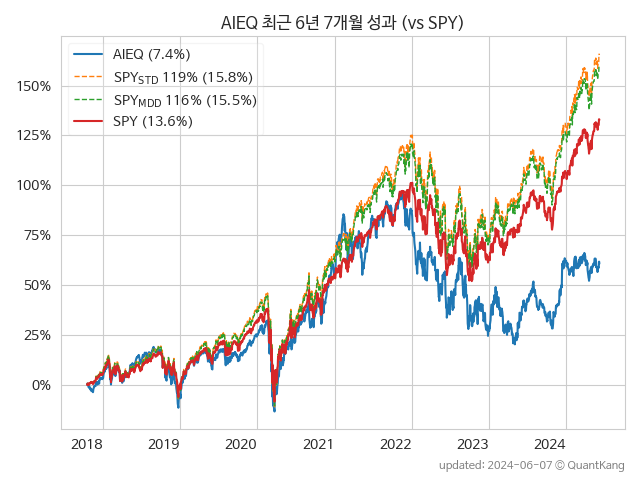 AIEQ 최근 6년 7개월 성과 (vs SPY)
AIEQ (7.4%)
SPY_STD 119% (15.8%)
SPY_MDD 116% (15.5%)
SPY (13.6%)
150%
125%
100%
75%
50%
25%
0%
2018 2019 2020 2021 2022 2023 2024
updated: 2024-06-07 © QuantKang